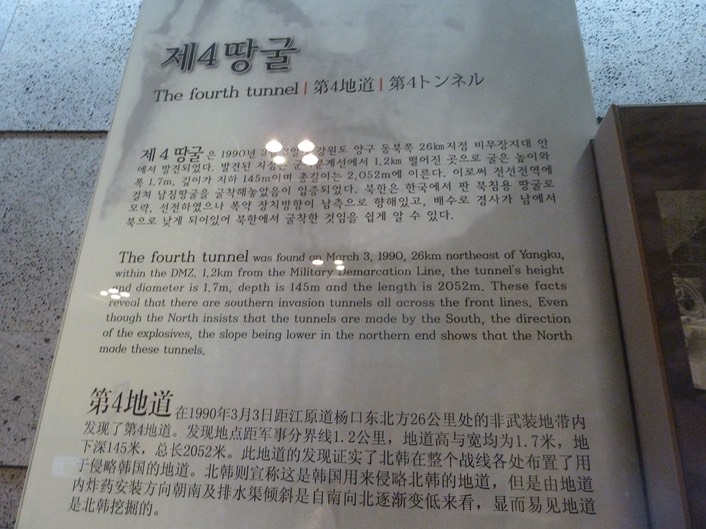 제4땅굴
The fourth tunnel | 第4地道 | 第4トンネル
제 4 땅굴은 1990년 3 강원도 양구 동북쪽 26km지점 비무장지대 안
에서 발견되었다. 발견된 지점은 군 분계선에서 1.2km 떨어진 곳으로 굴은 높이와
폭 1.7m, 깊이가 지하 145m이며 총길이는 2,052m에 이른다. 이로써 전선전역에
걸쳐 남침땅굴을 굴착해놓았음이 입증되었다. 북한은 한국에서 판 북침용 땅굴로
모략, 선전하였으나 폭약 장치방향이 남측으로 향해있고, 배수로 경사가 남에서
북으로 낮게 되어있어 북한에서 굴착한 것임을 쉽게 알 수 있다.
The fourth tunnel was found on March 3, 1990, 26km northeast of Yangku,
within the DMZ. 1.2km from the Military Demarcation Line, the tunnel's height
and diameter is 1.7m, depth is 145m and the length is 2052m. These facts
reveal that there are southern invasion tunnels all across the front lines. Even
though the North insists that the tunnels are made by the South, the direction
of the explosives, the slope being lower in the northern end shows that the North
made these tunnels.
第4地道在1990年3月3日距江原道杨口东北方26公里处的非武装地带内
发现了第4地道。发现地点距军事分界线1.2公里，地道高与宽均为1.7米，地
下深145米，总长2052米。此地道的发现证实了北韩在整个战线各处布置了用
于侵略韩国的地道。北韩则宣称这是韩国用来侵略北韩的地道，但是由地道
内炸药安装方向朝南及排水渠倾斜是自南向北逐渐变低来看，显而易见地道
是北韩挖掘的。